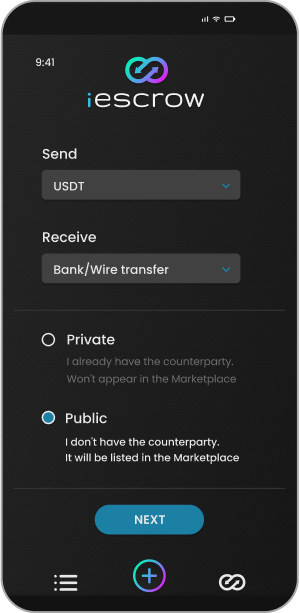 9:41
iescrow
Send
USDT
Receive
Bank/Wire transfer
Private
I already have the counterparty.
Won't appear in the Marketplace
Public
I don't have the counterparty.
It will be listed in the Marketplace
NEXT